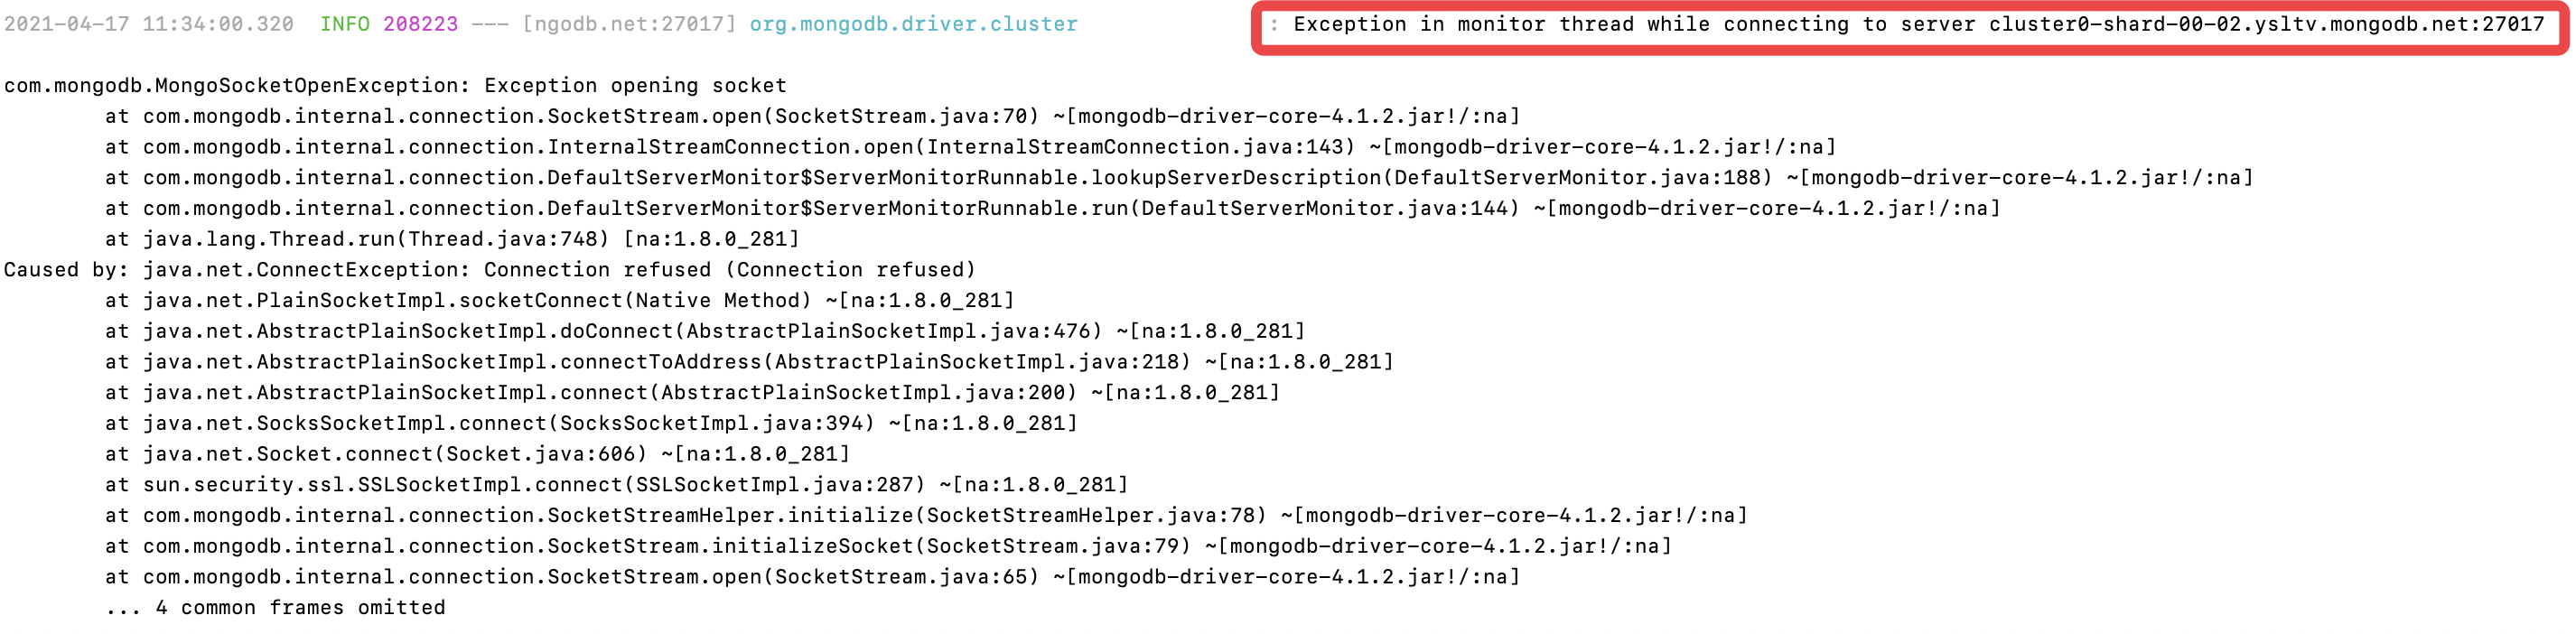 2021-04-17 11:34:00.320  INFO 208223 --- [ngodb.net:27017] org.mongodb.driver.cluster               : Exception in monitor thread while connecting to server cluster0-shard-00-02.ysltv.mongodb.net:27017
com.mongodb.MongoSocketOpenException: Exception opening socket
        at com.mongodb.internal.connection.SocketStream.open(SocketStream.java:70) ~[mongodb-driver-core-4.1.2.jar!/:na]
        at com.mongodb.internal.connection.InternalStreamConnection.open(InternalStreamConnection.java:143) ~[mongodb-driver-core-4.1.2.jar!/:na]
        at com.mongodb.internal.connection.DefaultServerMonitor$ServerMonitorRunnable.lookupServerDescription(DefaultServerMonitor.java:188) ~[mongodb-driver-core-4.1.2.jar!/:na]
        at com.mongodb.internal.connection.DefaultServerMonitor$ServerMonitorRunnable.run(DefaultServerMonitor.java:144) ~[mongodb-driver-core-4.1.2.jar!/:na]
        at java.lang.Thread.run(Thread.java:748) [na:1.8.0_281]
Caused by: java.net.ConnectException: Connection refused (Connection refused)
        at java.net.PlainSocketImpl.socketConnect(Native Method) ~[na:1.8.0_281]
        at java.net.AbstractPlainSocketImpl.doConnect(AbstractPlainSocketImpl.java:476) ~[na:1.8.0_281]
        at java.net.AbstractPlainSocketImpl.connectToAddress(AbstractPlainSocketImpl.java:218) ~[na:1.8.0_281]
        at java.net.AbstractPlainSocketImpl.connect(AbstractPlainSocketImpl.java:200) ~[na:1.8.0_281]
        at java.net.SocksSocketImpl.connect(SocksSocketImpl.java:394) ~[na:1.8.0_281]
        at java.net.Socket.connect(Socket.java:606) ~[na:1.8.0_281]
        at sun.security.ssl.SSLSocketImpl.connect(SSLSocketImpl.java:287) ~[na:1.8.0_281]
        at com.mongodb.internal.connection.SocketStreamHelper.initialize(SocketStreamHelper.java:78) ~[mongodb-driver-core-4.1.2.jar!/:na]
        at com.mongodb.internal.connection.SocketStream.initializeSocket(SocketStream.java:79) ~[mongodb-driver-core-4.1.2.jar!/:na]
        at com.mongodb.internal.connection.SocketStream.open(SocketStream.java:65) ~[mongodb-driver-core-4.1.2.jar!/:na]
        ... 4 common frames omitted